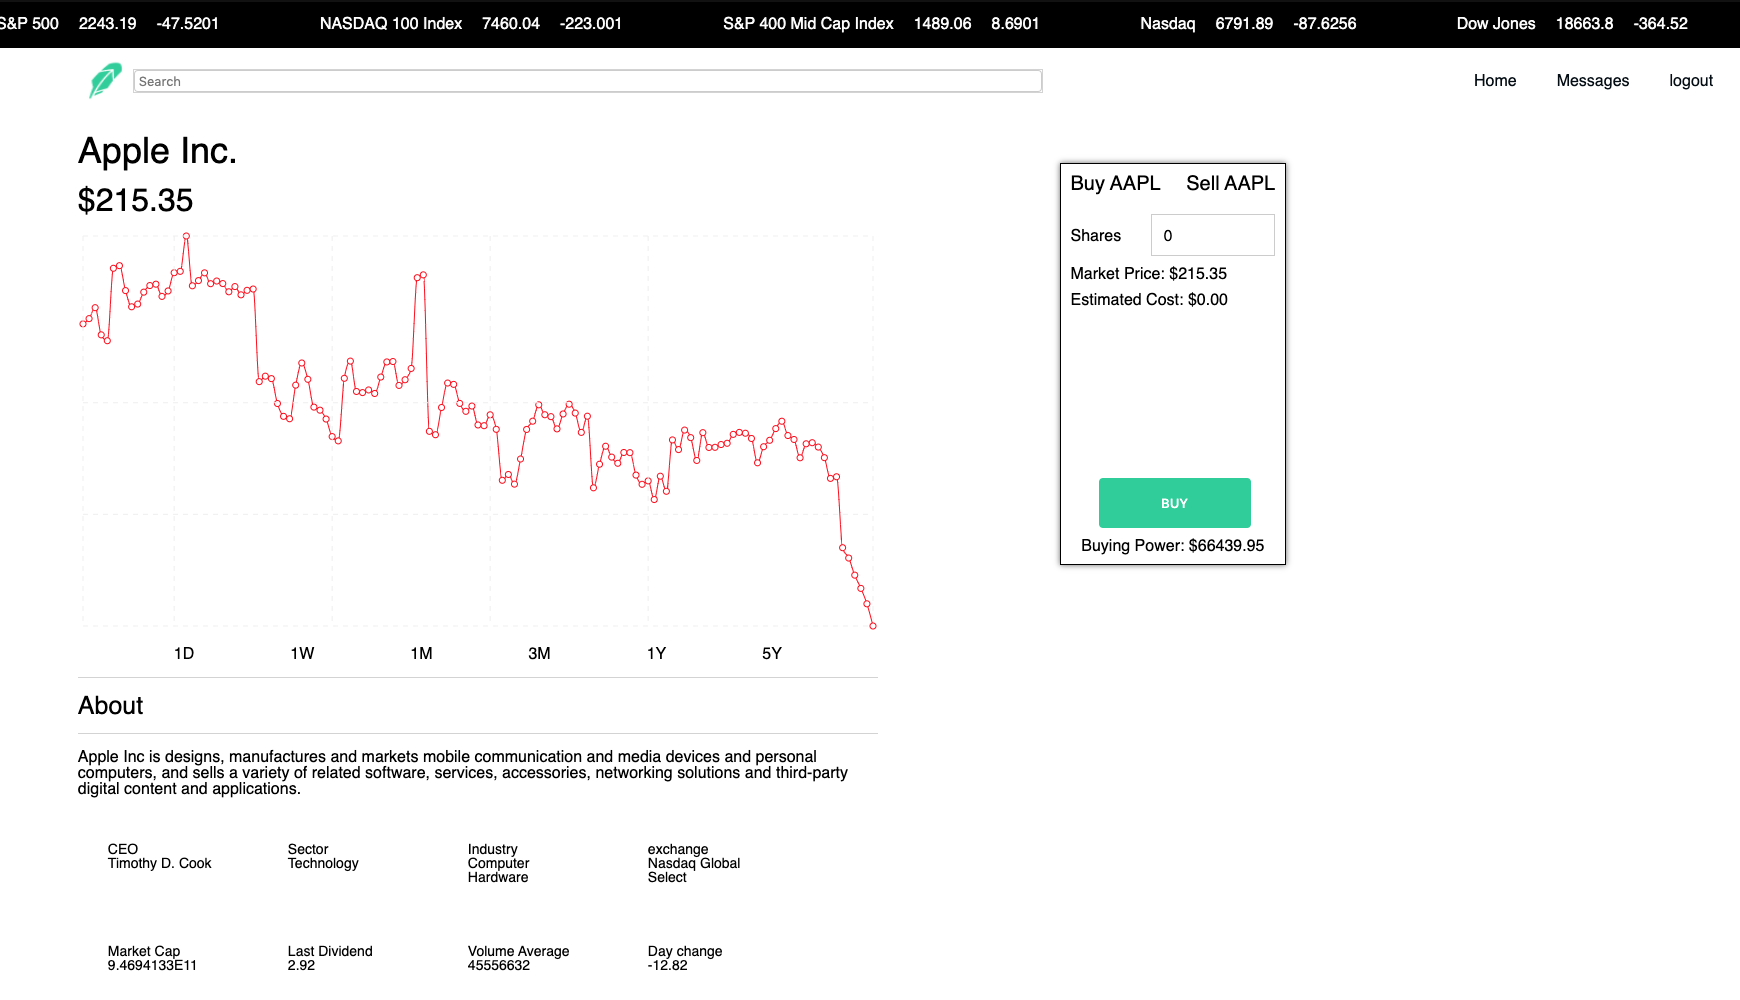 S&P 500 2243.19 -47.5201 NASDAQ 100 Index 7460.04 -223.001 S&P 400 Mid Cap Index 1489.06 8.6901 Nasdaq 6791.89 -87.6256 Dow Jones 18663.8 -364.52
Search Home Messages logout
Apple Inc.
$215.35
Buy AAPL Sell AAPL
Shares 0
Market Price: $215.35
Estimated Cost: $0.00
BUY
Buying Power: $66439.95
1D 1W 1M 3M 1Y 5Y
About
Apple Inc is designs, manufactures and markets mobile communication and media devices and personal
computers, and sells a variety of related software, services, accessories, networking solutions and third-party
digital content and applications.
CEO
Timothy D. Cook
Sector
Technology
Industry
Computer
Hardware
exchange
Nasdaq Global
Select
Market Cap
9.4694133E11
Last Dividend
2.92
Volume Average
45556632
Day change
-12.82